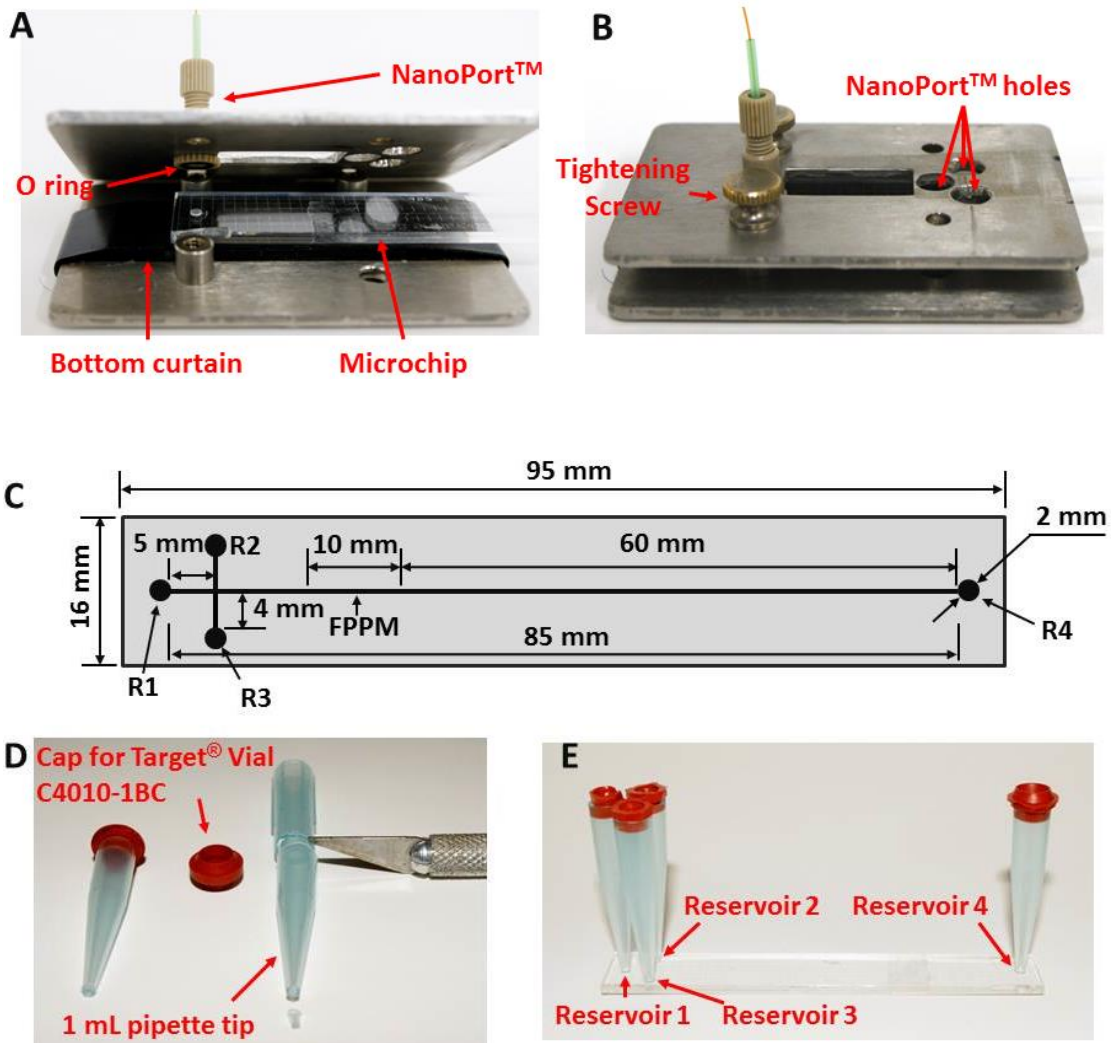 A
NanoPort™
O ring
Bottom curtain
Microchip
B
NanoPort™ holes
Tightening
Screw
C
95 mm
2 mm
5 mm
R2
10 mm
60 mm
16 mm
4 mm
FPPM
85 mm
R1
R3
R4
D
Cap for Target® Vial
C4010-1BC
1 mL pipette tip
E
Reservoir 2
Reservoir 4
Reservoir 1
Reservoir 3